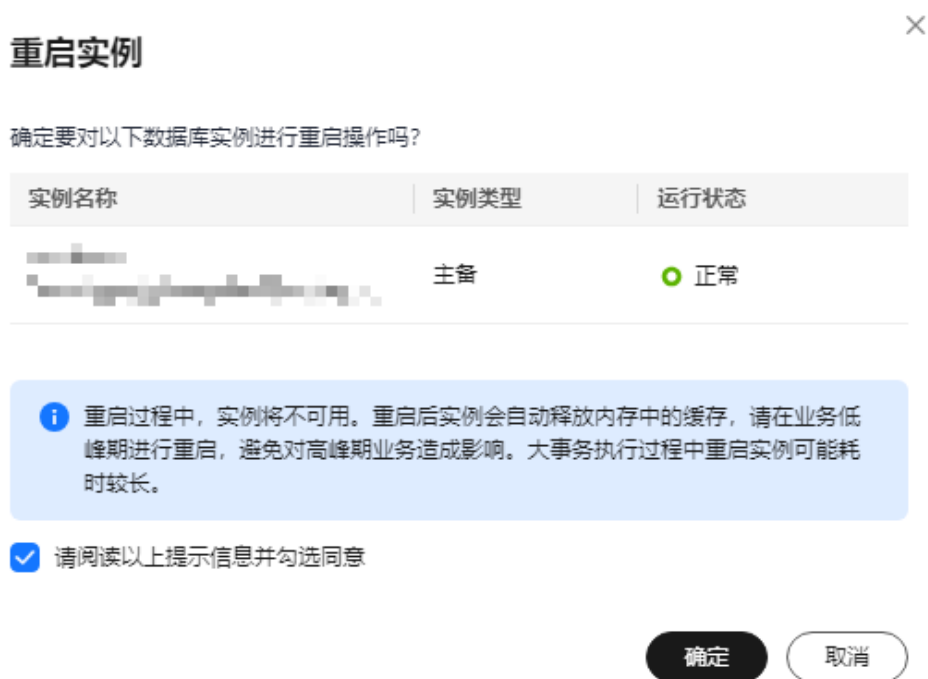 重启实例
确定要对以下数据库实例进行重启操作吗?
实例名称 实例类型 运行状态
主备 正常
重启过程中，实例将不可用。重启后实例会自动释放内存中的缓存，请在业务低
峰期进行重启，避免对高峰期业务造成影响。大事务执行过程中重启实例可能耗
时较长。
请阅读以上提示信息并勾选同意
确定 取消